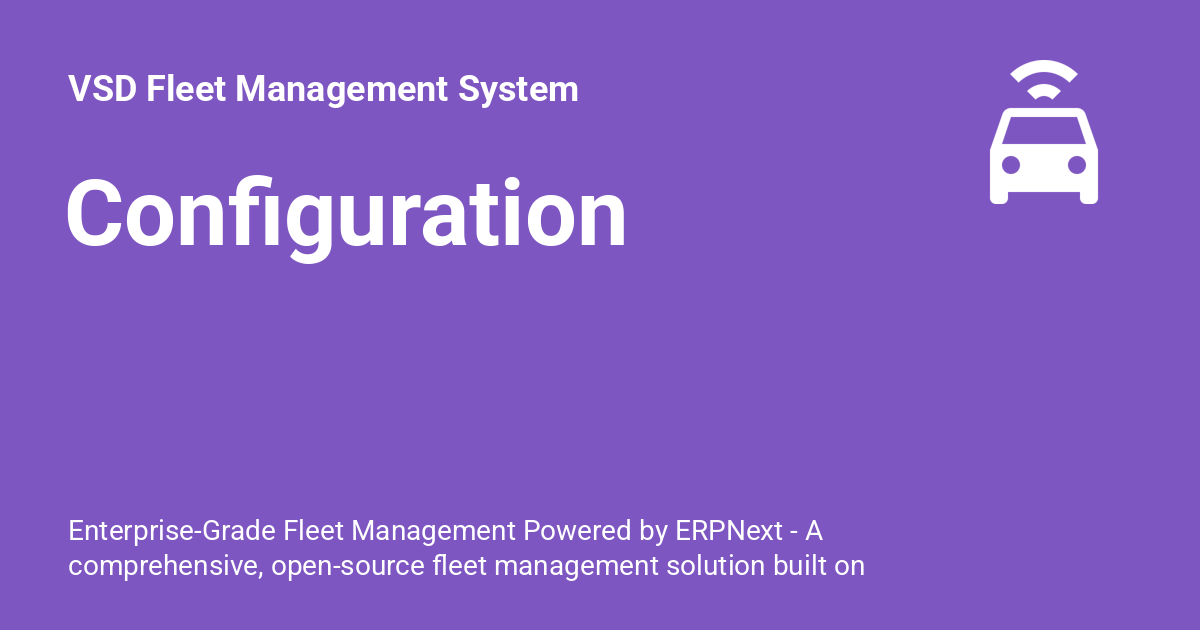 VSD Fleet Management System
Configuration
Enterprise-Grade Fleet Management Powered by ERPNext - A
comprehensive, open-source fleet management solution built on